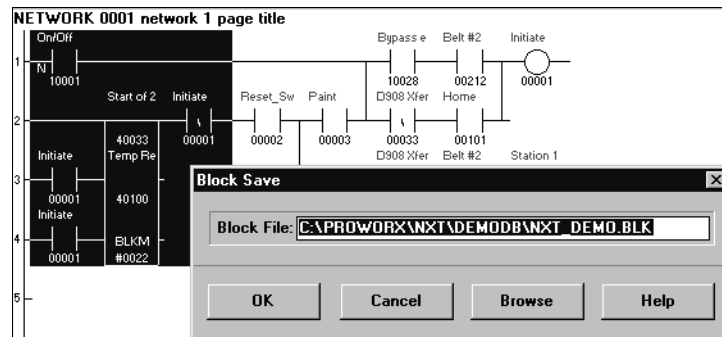 NETWORK 0001 network 1 page title
On/Off Bypass e Belt #2 Initiate
1
N
10001 10028 00212 00001
Start of 2 Initiate Reset_Sw Paint D908 Xfer Home
2
40033 00001 00002 00003 00033 00101
Initiate Temp Re D908 Xfer Belt #2 Station 1
3
Block Save
00001 40100
Initiate
Block File: C:\PROWORX\NXT\DEMODB\NXT_DEMO.BLK
4
BLKM
00001 #0022
5
OK Cancel Browse Help